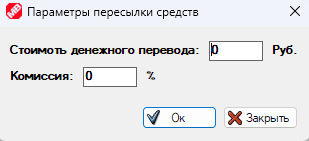 Параметры пересылки средств
Стоимоть денежного перевода: 0 Руб.
Комиссия: 0 %
Ок Закрыть